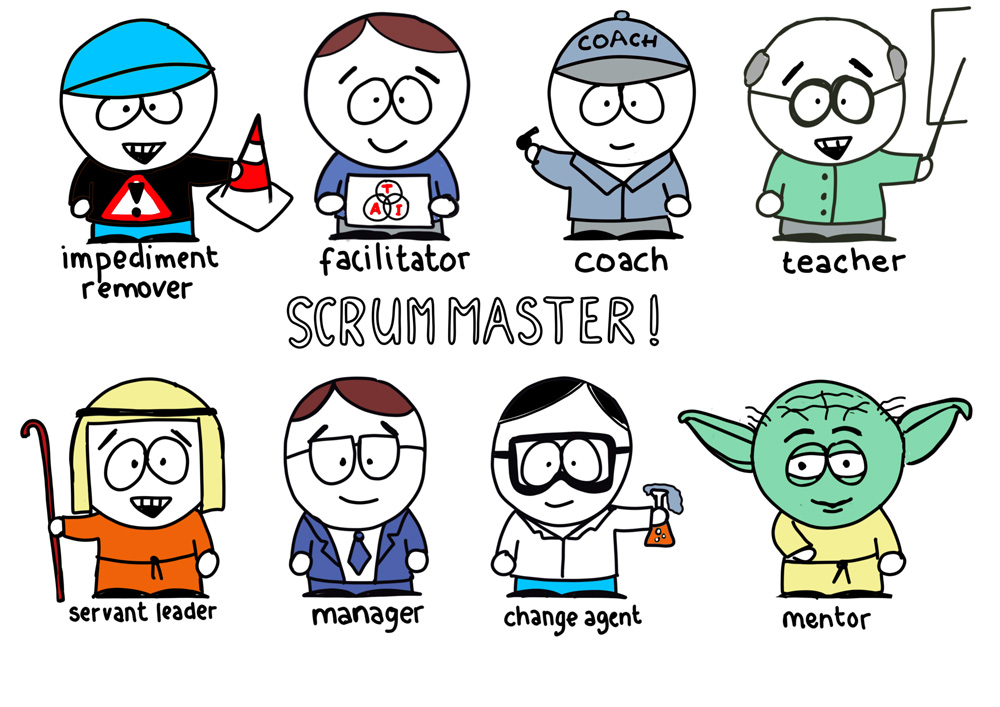 COACH
T
A I
impediment
remover
facilitator
coach
teacher
SCRUM MASTER!
servant leader
manager
change agent
mentor